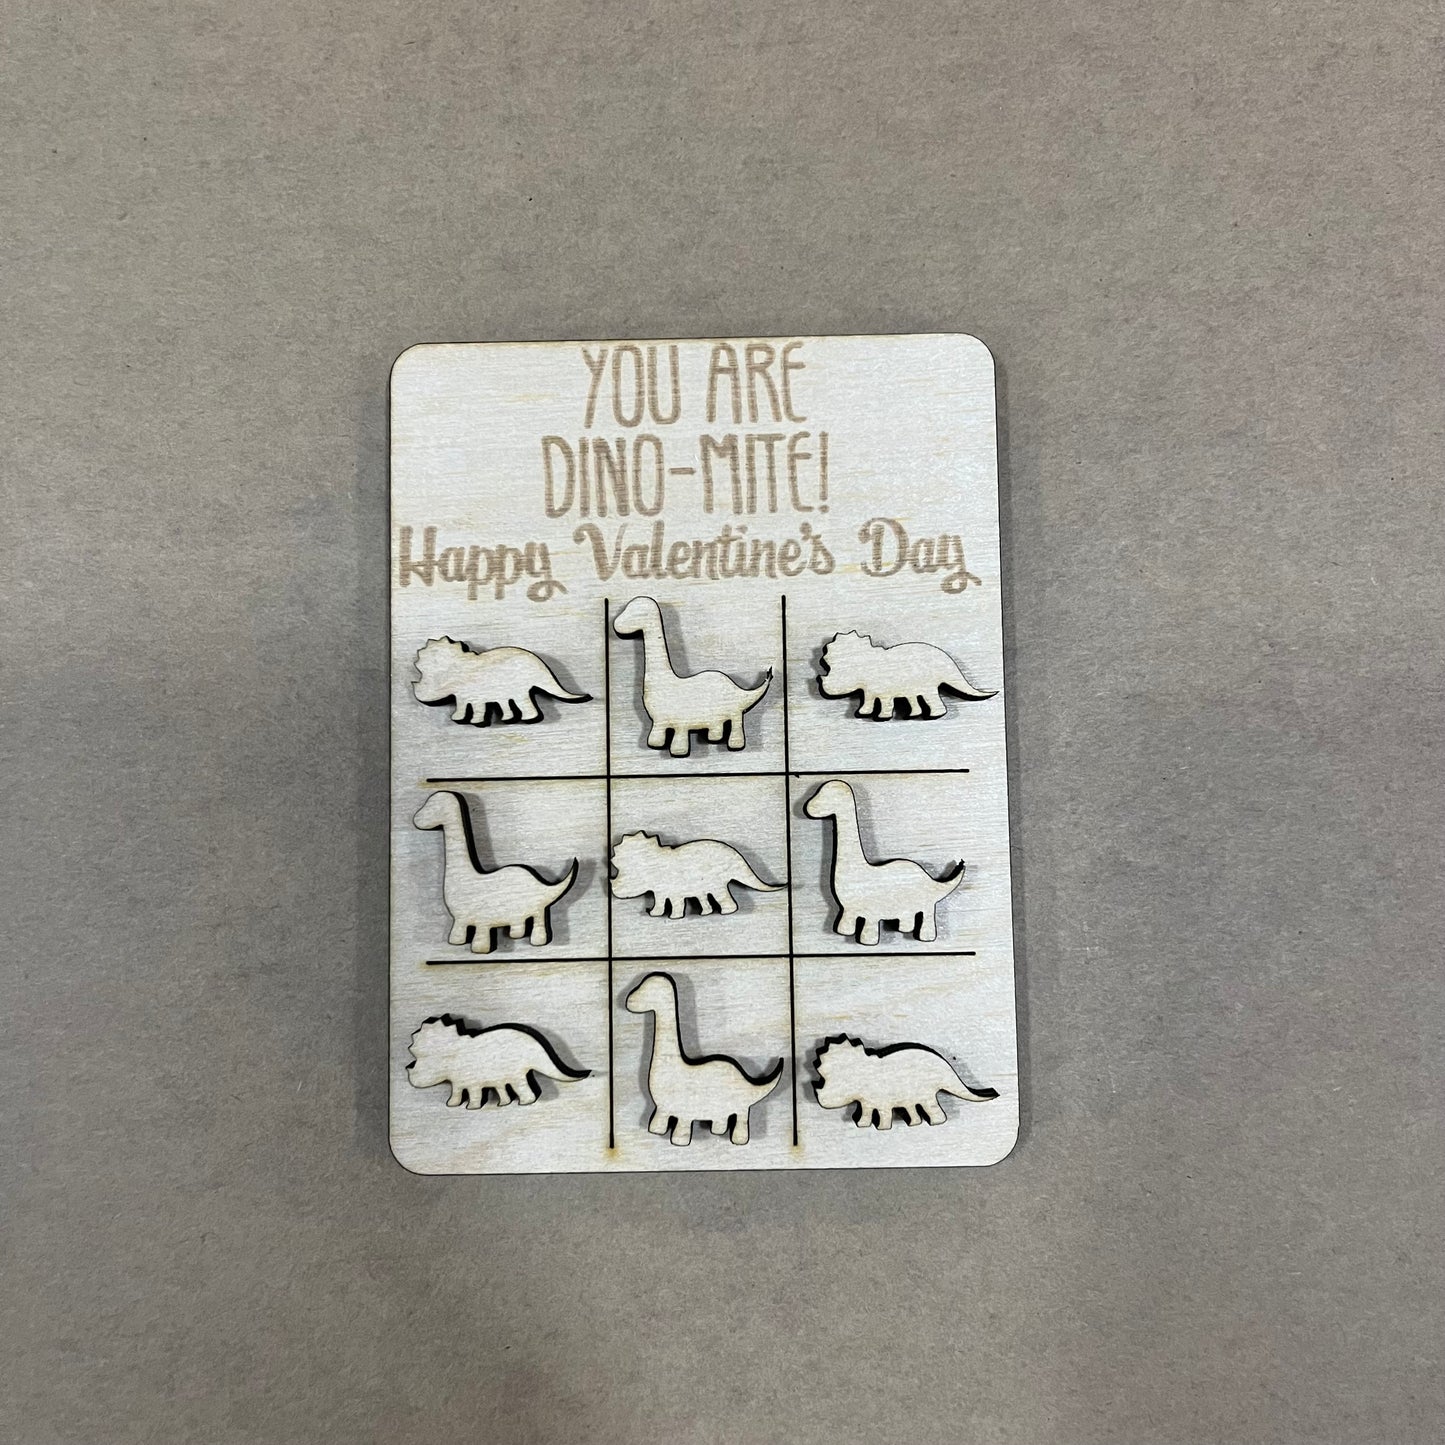 YOU ARE
DINO-MITE!
Happy Valentine's Day